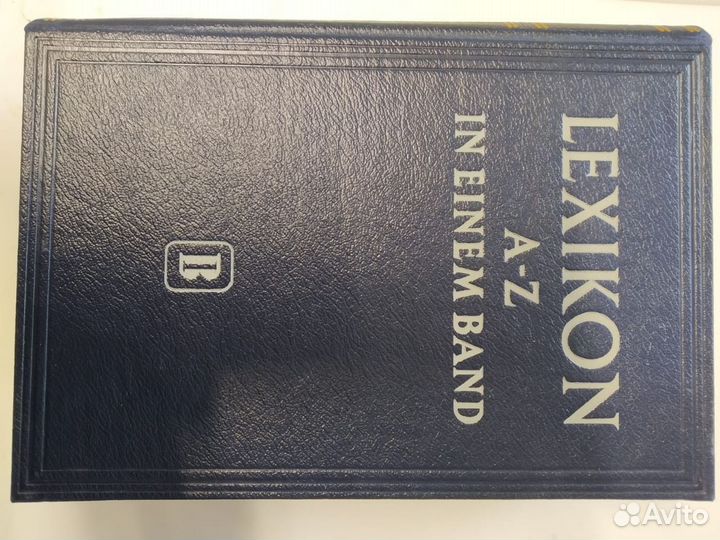 LEXIKON
A-Z
IN EINEM BAND
B
Avito